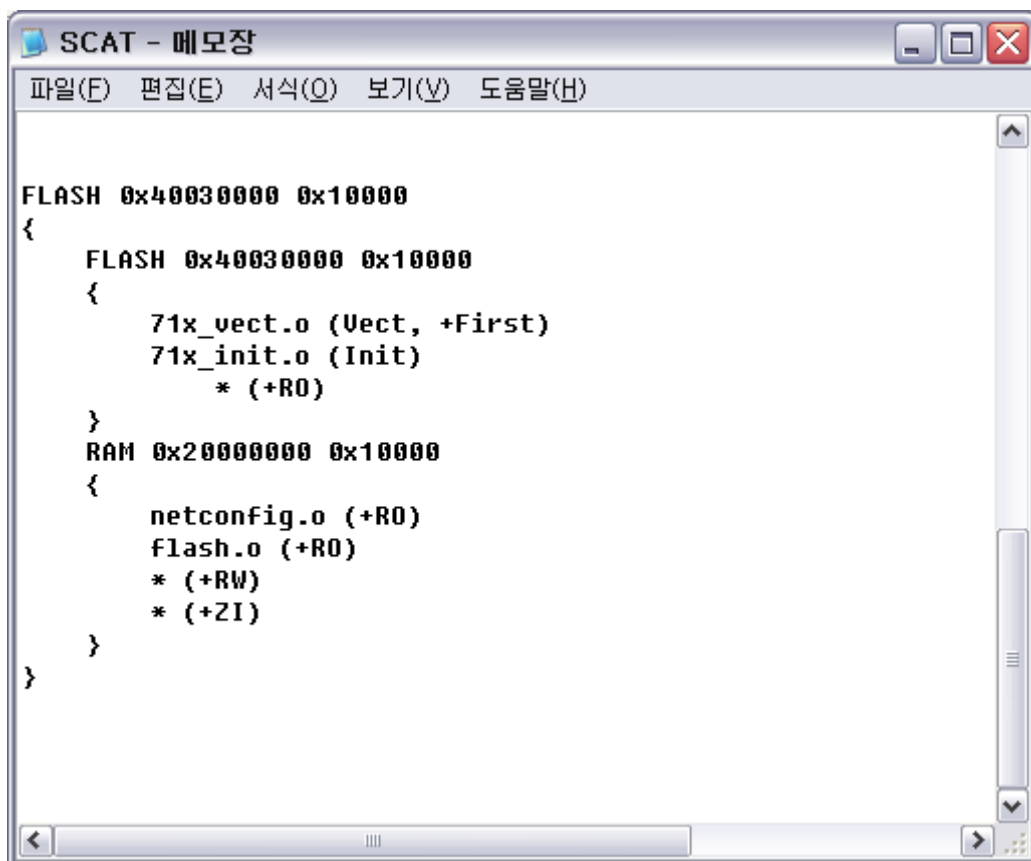 SCAT - 메모장
파일(F) 편집(E) 서식(O) 보기(V) 도움말(H)
FLASH 0x40030000 0x10000
{
FLASH 0x40030000 0x10000
{
71x_vect.o (Vect, +First)
71x_init.o (Init)
* (+RO)
}
RAM 0x20000000 0x10000
{
netconfig.o (+RO)
flash.o (+RO)
* (+RW)
* (+ZI)
}
}